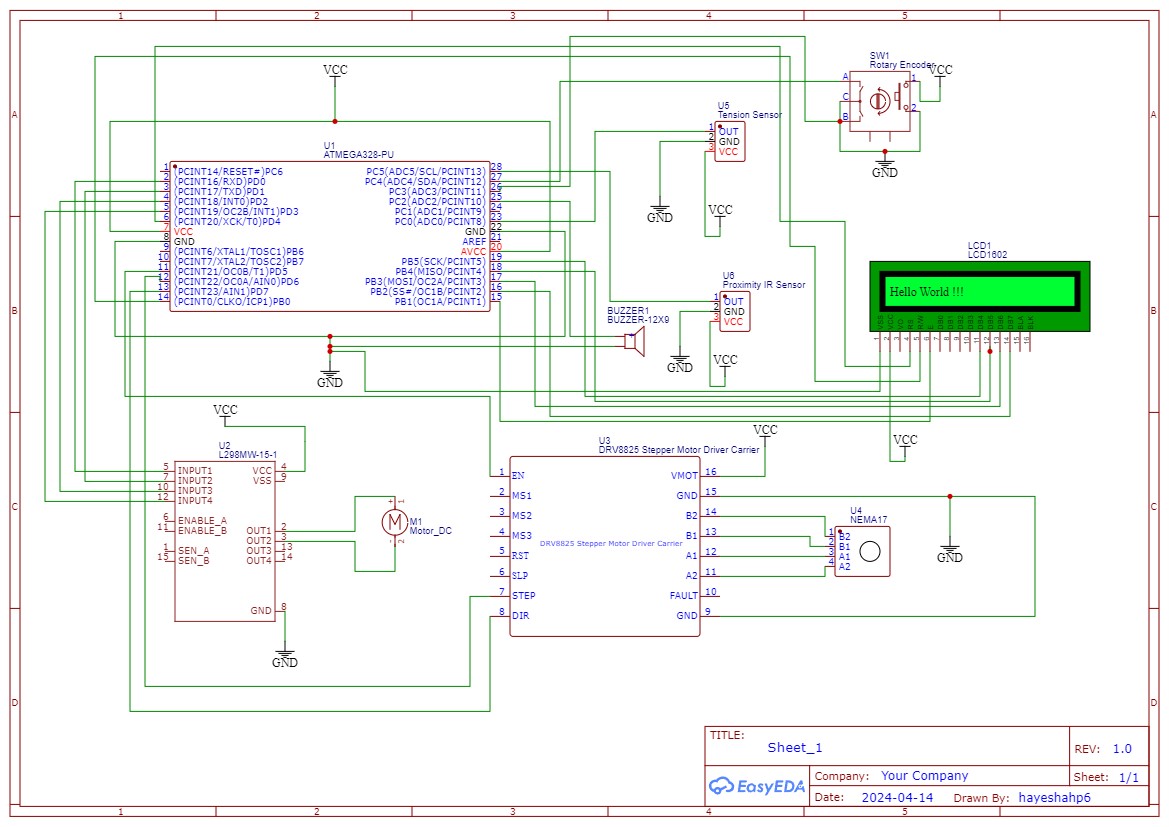 1 2 3 4 5
A A
B B
C C
D D
1 2 3 4 5
VCC
U1
ATMEGA328-PU
1 (PCINT14/RESET#)PC6 PC5(ADC5/SCL/PCINT13) 28
2 (PCINT16/RXD)PD0 PC4(ADC4/SDA/PCINT12) 27
3 (PCINT17/TXD)PD1 PC3(ADC3/PCINT11) 26
4 (PCINT18/INT0)PD2 PC2(ADC2/PCINT10) 25
5 (PCINT19/OC2B/INT1)PD3 PC1(ADC1/PCINT9) 24
6 (PCINT20/XCK/T0)PD4 PC0(ADC0/PCINT8) 23
7 VCC GND 22
8 GND AREF 21
9 (PCINT6/XTAL1/TOSC1)PB6 AVCC 20
10 (PCINT7/XTAL2/TOSC2)PB7 PB5(SCK/PCINT5) 19
11 (PCINT21/OC0B/T1)PD5 PB4(MISO/PCINT4) 18
12 (PCINT22/OC0A/AIN0)PD6 PB3(MOSI/OC2A/PCINT3) 17
13 (PCINT23/AIN1)PD7 PB2(SS#/OC1B/PCINT2) 16
14 (PCINT0/CLKO/ICP1)PB0 PB1(OC1A/PCINT1) 15
GND
SW1
Rotary Encoder
VCC
A 1
C
B 2
GND
U5
Tension Sensor
1 OUT
2 GND
3 VCC
GND
VCC
U6
Proximity IR Sensor
1 OUT
2 GND
3 VCC
GND
VCC
BUZZER1
BUZZER-12X9
LCD1
LCD1602
Hello World !!!
VSS VDD VO RS R/W E DB0 DB1 DB2 DB3 DB4 DB5 DB6 DB7 BLA BLK
1 2 3 4 5 6 7 8 9 10 11 12 13 14 15 16
VCC
VCC
U2
L298MW-15-1
5 INPUT1 VCC 4
7 INPUT2 VSS 9
10 INPUT3
12 INPUT4
6 ENABLE_A
11 ENABLE_B OUT1 2
OUT2 3
1 SEN_A OUT3 13
15 SEN_B OUT4 14
GND 8
GND
+ 1
M M1
Motor_DC
- 2
U3
DRV8825 Stepper Motor Driver Carrier
VCC
1 EN VMOT 16
2 MS1 GND 15
3 MS2 B2 14
4 MS3 B1 13
DRV8825 Stepper Motor Driver Carrier
5 RST A1 12
6 SLP A2 11
7 STEP FAULT 10
8 DIR GND 9
U4
NEMA17
1 B2
2 B1
3 A1
4 A2
GND
TITLE:
Sheet_1
REV: 1.0
EasyEDA
Company: Your Company
Sheet: 1/1
Date: 2024-04-14 Drawn By: hayeshahp6